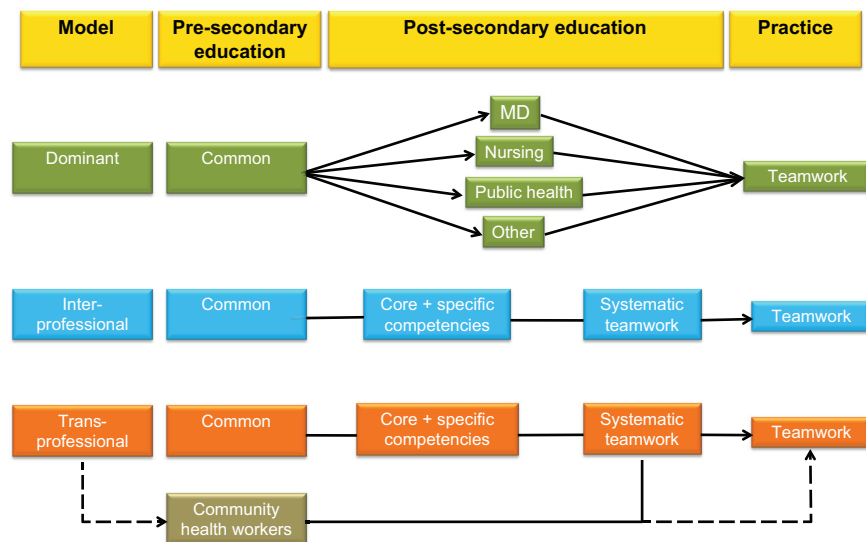 Model
Pre-secondary
education
Post-secondary education
Practice
Dominant
Common
MD
Nursing
Public health
Other
Teamwork
Inter-
professional
Common
Core + specific
competencies
Systematic
teamwork
Teamwork
Trans-
professional
Common
Core + specific
competencies
Systematic
teamwork
Teamwork
Community
health workers